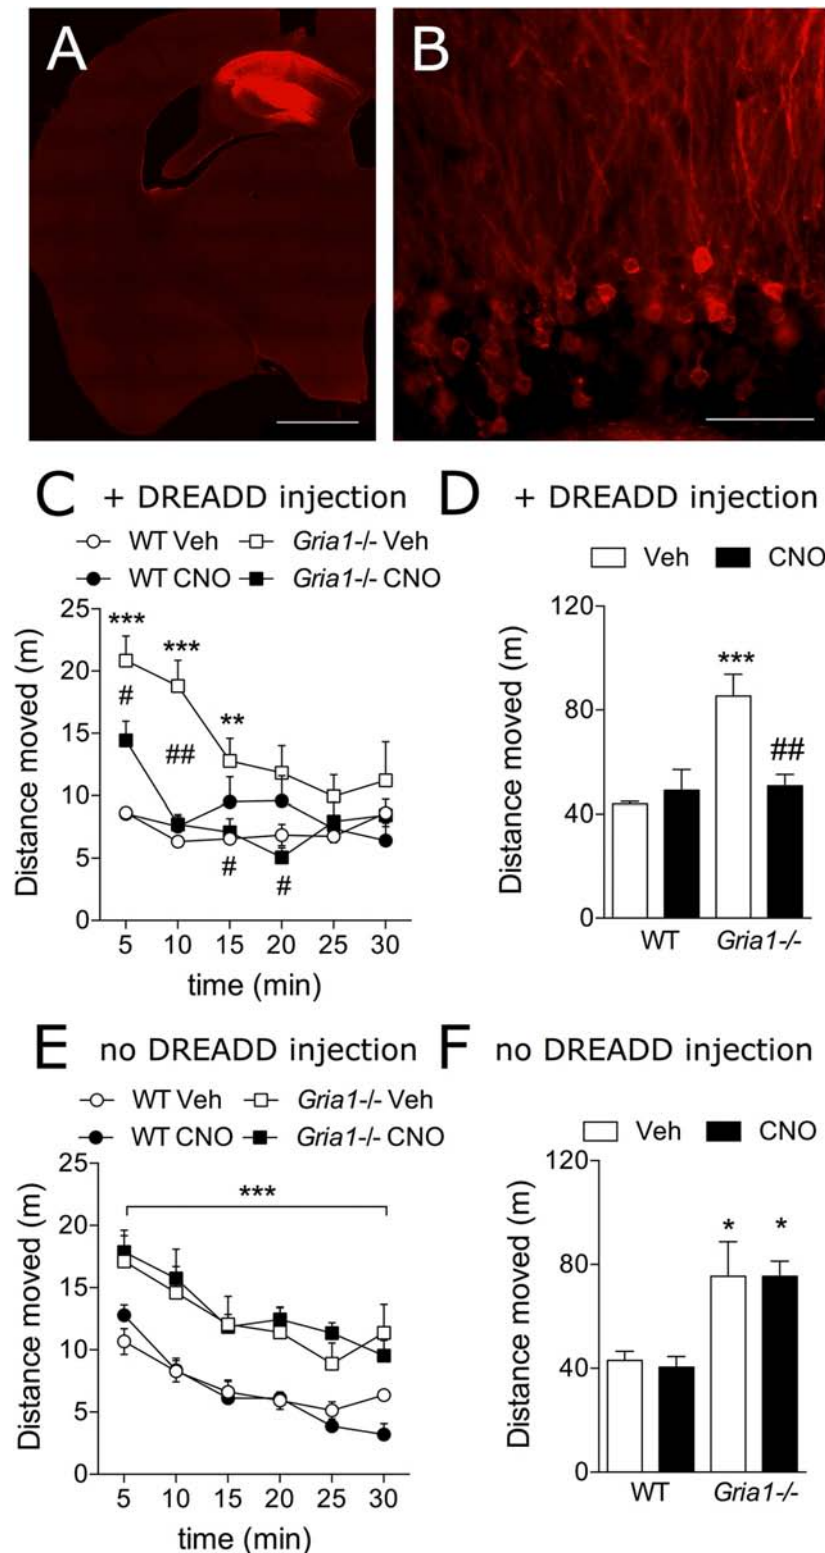 A B
C + DREADD injection
WT Veh Gria1-/- Veh
WT CNO Gria1-/- CNO
25
20
15
10
5
0
Distance moved (m)
***
***
**
#
##
#
#
5 10 15 20 25 30
time (min)
D + DREADD injection
Veh CNO
120
80
40
0
Distance moved (m)
***
##
WT Gria1-/-
E no DREADD injection
WT Veh Gria1-/- Veh
WT CNO Gria1-/- CNO
25
20
15
10
5
0
Distance moved (m)
***
5 10 15 20 25 30
time (min)
F no DREADD injection
Veh CNO
120
80
40
0
Distance moved (m)
* *
WT Gria1-/-